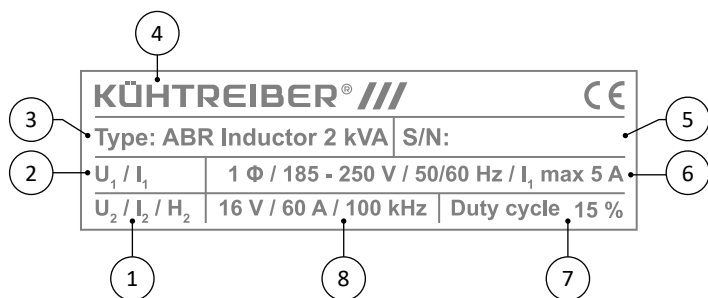 4
KÜHTREIBER® ///
CE
3
Type: ABR Inductor 2 kVA
S/N:
5
2
U₁ / I₁
1 Φ / 185 - 250 V / 50/60 Hz / I₁ max 5 A
6
U₂ / I₂ / H₂
16 V / 60 A / 100 kHz
Duty cycle 15 %
1
8
7